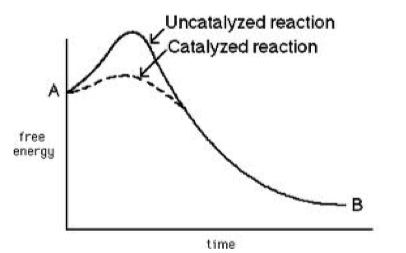 Uncatalyzed reaction
Catalyzed reaction
A
free
energy
B
time